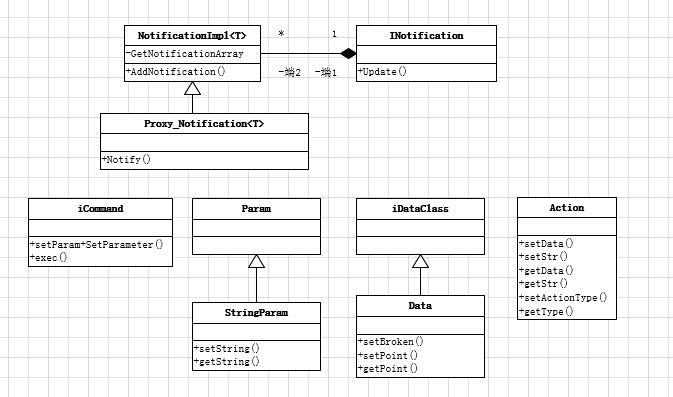 NotificationImpl<T>
-GetNotificationArray
+AddNotification()
*
1
-端2
-端1
INotification
+Update()
Proxy_Notification<T>
+Notify()
iCommand
+setParam+SetParameter()
+exec()
Param
iDataClass
Action
+setData()
+setStr()
+getData()
+getStr()
+setActionType()
+getType()
StringParam
+setString()
+getString()
Data
+setBroken()
+setPoint()
+getPoint()